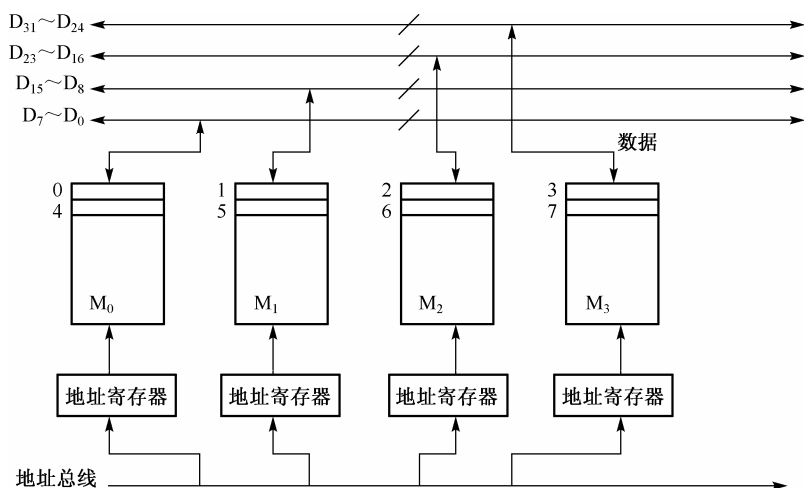 D₃₁～D₂₄
D₂₃～D₁₆
D₁₅～D₈
D₇～D₀
数据
0 1 2 3
4 5 6 7
M₀ M₁ M₂ M₃
地址寄存器 地址寄存器 地址寄存器 地址寄存器
地址总线